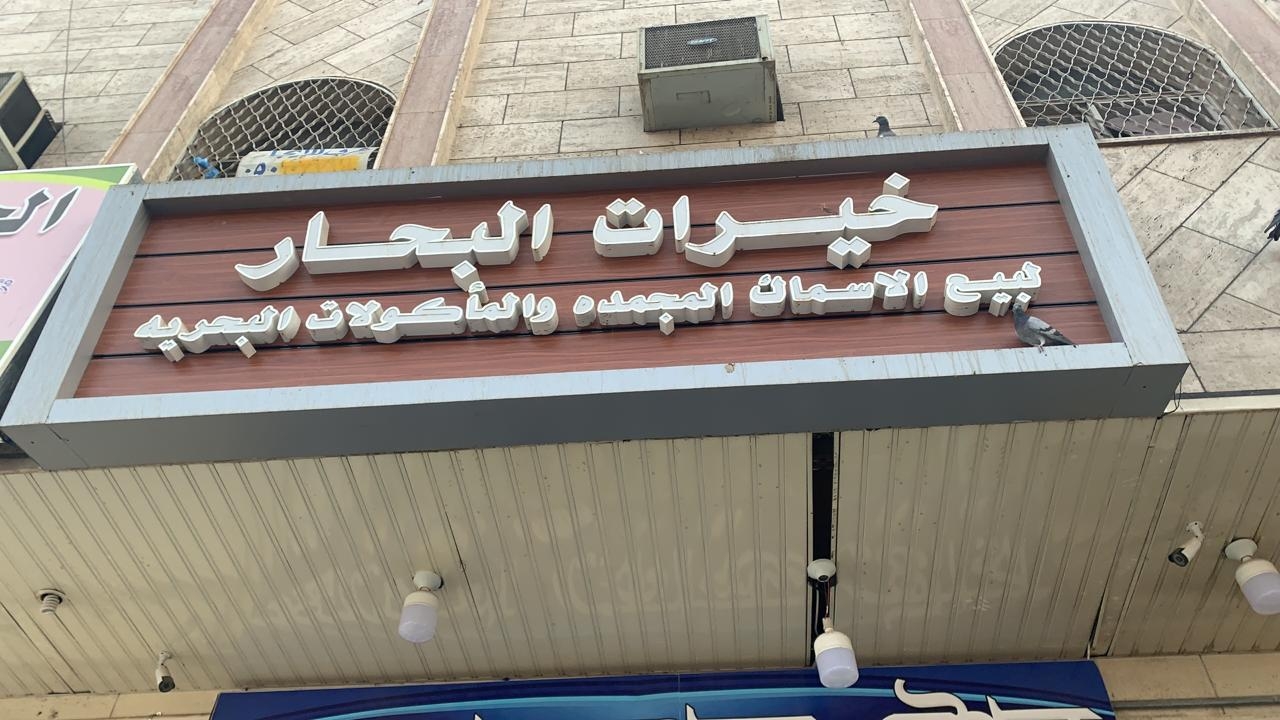 خيرات البحار
لبيع الاسماك المجمده والمأكولات البحريه